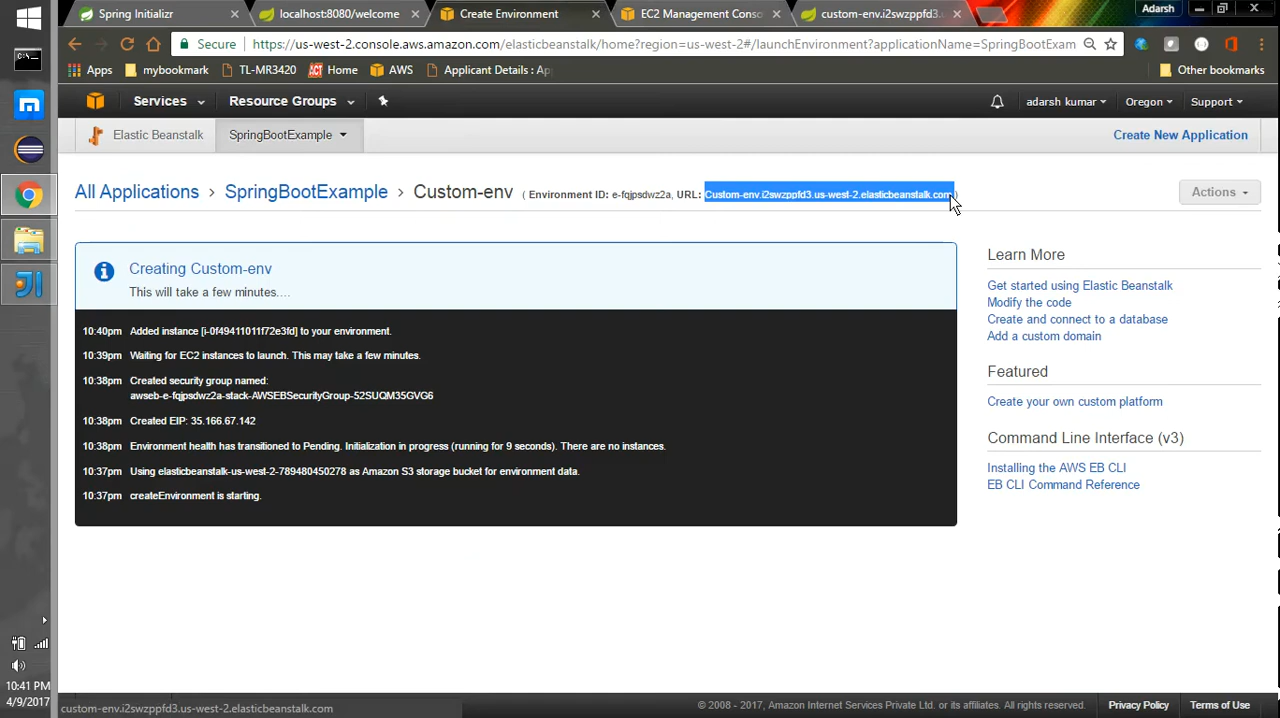 Spring Initializr
localhost:8080/welcome
Create Environment
EC2 Management Conso
custom-env.i2swzppfd3.
Adarsh
Secure
https://us-west-2.console.aws.amazon.com/elasticbeanstalk/home?region=us-west-2#/launchEnvironment?applicationName=SpringBootExam
Apps
mybookmark
TL-MR3420
ACT Home
AWS
Applicant Details : Ap
Other bookmarks
Services
Resource Groups
adarsh kumar
Oregon
Support
Elastic Beanstalk
SpringBootExample
Create New Application
All Applications > SpringBootExample > Custom-env ( Environment ID: e-fqjpsdwz2a, URL: Custom-env.i2swzppfd3.us-west-2.elasticbeanstalk.com )
Actions
Creating Custom-env
This will take a few minutes....
10:40pm Added instance [i-0f49411011f72e3fd] to your environment.
10:39pm Waiting for EC2 instances to launch. This may take a few minutes.
10:38pm Created security group named:
awseb-e-fqjpsdwz2a-stack-AWSEBSecurityGroup-52SUQM35GVG6
10:38pm Created EIP: 35.166.67.142
10:38pm Environment health has transitioned to Pending. Initialization in progress (running for 9 seconds). There are no instances.
10:37pm Using elasticbeanstalk-us-west-2-789480450278 as Amazon S3 storage bucket for environment data.
10:37pm createEnvironment is starting.
Learn More
Get started using Elastic Beanstalk
Modify the code
Create and connect to a database
Add a custom domain
Featured
Create your own custom platform
Command Line Interface (v3)
Installing the AWS EB CLI
EB CLI Command Reference
10:41 PM
4/9/2017
custom-env.i2swzppfd3.us-west-2.elasticbeanstalk.com
© 2008 - 2017, Amazon Internet Services Private Ltd. or its affiliates. All rights reserved.
Privacy Policy
Terms of Use